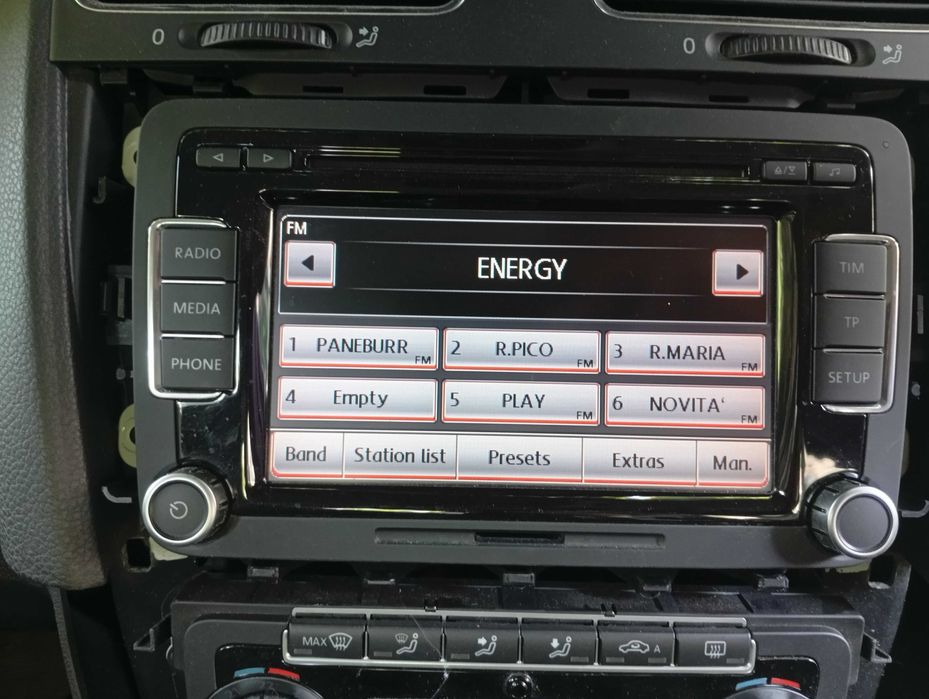 0
0
RADIO
MEDIA
PHONE
FM
ENERGY
1 PANEBURR FM
2 R.PICO FM
3 R.MARIA FM
4 Empty
5 PLAY FM
6 NOVITA‘ FM
Band Station list Presets Extras Man.
TIM
TP
SETUP
MAX
A